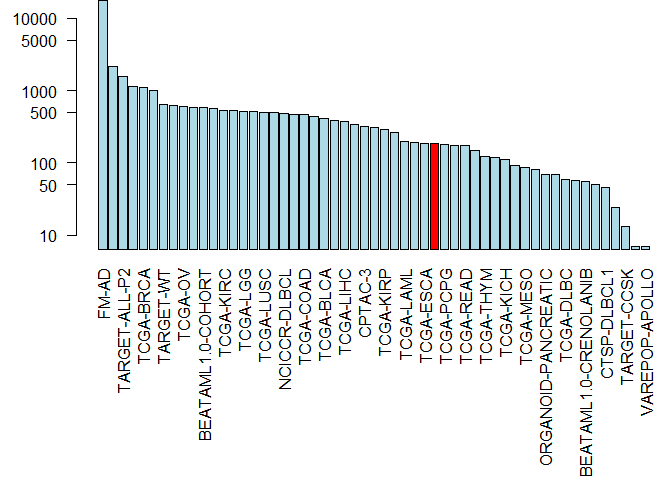 10000
5000
1000
500
100
50
10
FM-AD
TARGET-ALL-P2
TCGA-BRCA
TARGET-WT
TCGA-OV
BEATAML1.0-COHORT
TCGA-KIRC
TCGA-LGG
TCGA-LUSC
NCICCR-DLBCL
TCGA-COAD
TCGA-BLCA
TCGA-LIHC
CPTAC-3
TCGA-KIRP
TCGA-LAML
TCGA-ESCA
TCGA-PCPG
TCGA-READ
TCGA-THYM
TCGA-KICH
TCGA-MESO
ORGANOID-PANCREATIC
TCGA-DLBC
BEATAML1.0-CRENOLANIB
CTSP-DLBCL1
TARGET-CCSK
VAREPOP-APOLLO